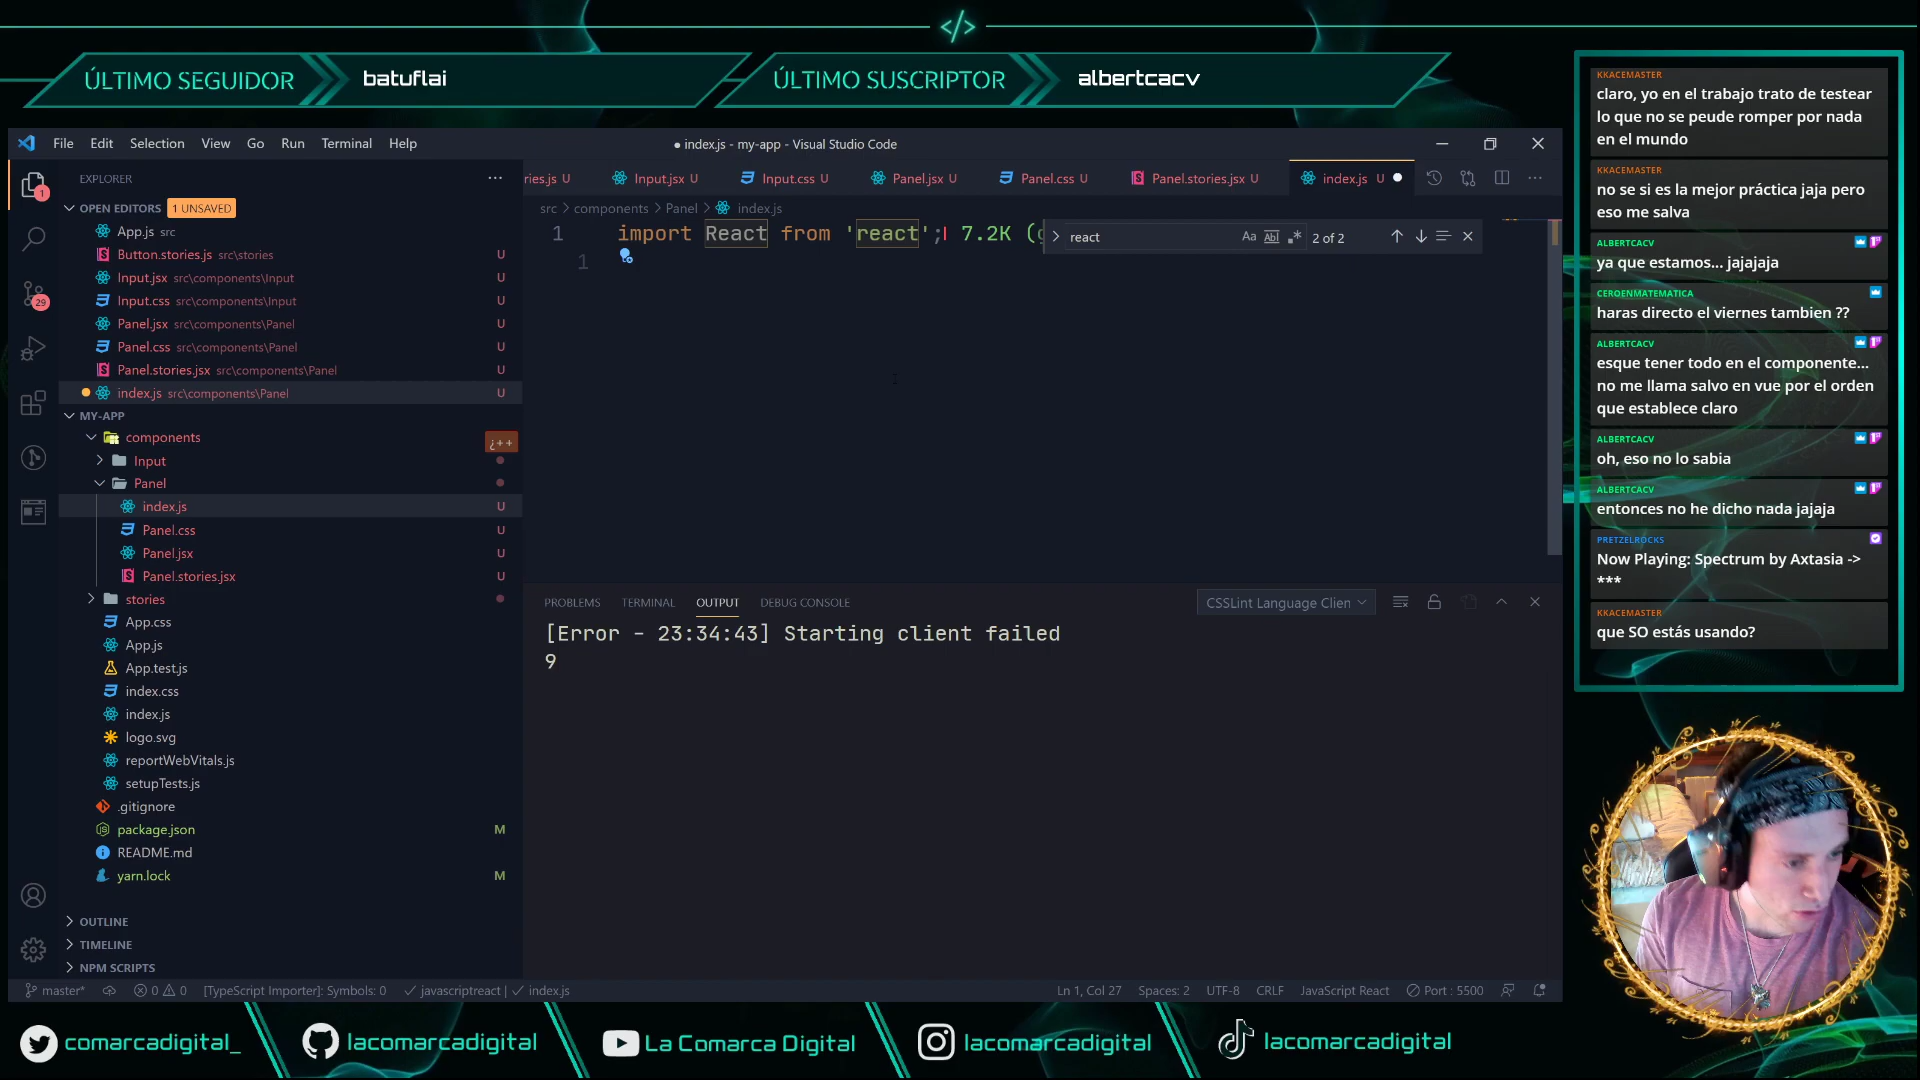 </>
ÚLTIMO SEGUIDOR
batuflai
ÚLTIMO SUSCRIPTOR
albertcacv
File Edit Selection View Go Run Terminal Help
● index.js - my-app - Visual Studio Code
EXPLORER
ries.js U
Input.jsx U
Input.css U
Panel.jsx U
Panel.css U
Panel.stories.jsx U
index.js U
OPEN EDITORS 1 UNSAVED
App.js src
Button.stories.js src\stories U
Input.jsx src\components\Input U
Input.css src\components\Input U
Panel.jsx src\components\Panel U
Panel.css src\components\Panel U
Panel.stories.jsx src\components\Panel U
index.js src\components\Panel U
MY-APP
components ¿++
Input
Panel
index.js U
Panel.css U
Panel.jsx U
Panel.stories.jsx U
stories
App.css
App.js
App.test.js
index.css
index.js
logo.svg
reportWebVitals.js
setupTests.js
.gitignore
package.json M
README.md
yarn.lock M
OUTLINE
TIMELINE
NPM SCRIPTS
1
29
src > components > Panel > index.js
1 import React from 'react'; 7.2K (
1
react Aa Abl 2 of 2
PROBLEMS TERMINAL OUTPUT DEBUG CONSOLE
CSSLint Language Clien
[Error - 23:34:43] Starting client failed
9
master* 0 0 [TypeScript Importer]: Symbols: 0 javascriptreact | index.js
Ln 1, Col 27 Spaces: 2 UTF-8 CRLF JavaScript React Port : 5500
KKACEMASTER
claro, yo en el trabajo trato de testear
lo que no se peude romper por nada
en el mundo
KKACEMASTER
no se si es la mejor práctica jaja pero
eso me salva
ALBERTCACV
ya que estamos... jajajaja
CEROENMATEMATICA
haras directo el viernes tambien ??
ALBERTCACV
esque tener todo en el componente...
no me llama salvo en vue por el orden
que establece claro
ALBERTCACV
oh, eso no lo sabia
ALBERTCACV
entonces no he dicho nada jajaja
PRETZELROCKS
Now Playing: Spectrum by Axtasia ->
***
KKACEMASTER
que SO estás usando?
comarcadigital_
lacomarcadigital
La Comarca Digital
lacomarcadigital
lacomarcadigital